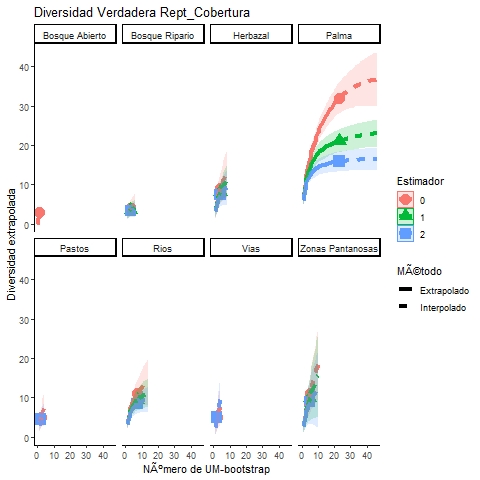 Diversidad Verdadera Rept_Cobertura
Bosque Abierto
Bosque Ripario
Herbazal
Palma
40
30
20
10
0
Pastos
Rios
Vias
Zonas Pantanosas
40
30
20
10
0
0 10 20 30 40
0 10 20 30 40
0 10 20 30 40
0 10 20 30 40
Diversidad extrapolada
NÃºmero de UM-bootstrap
Estimador
0
1
2
MÃ©todo
Extrapolado
Interpolado